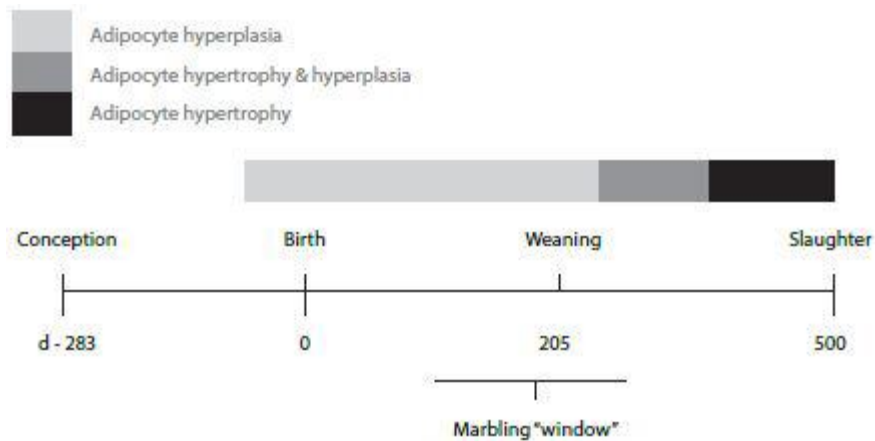 Adipocyte hyperplasia
Adipocyte hypertrophy & hyperplasia
Adipocyte hypertrophy
Conception Birth Weaning Slaughter
d - 283 0 205 500
Marbling "window"